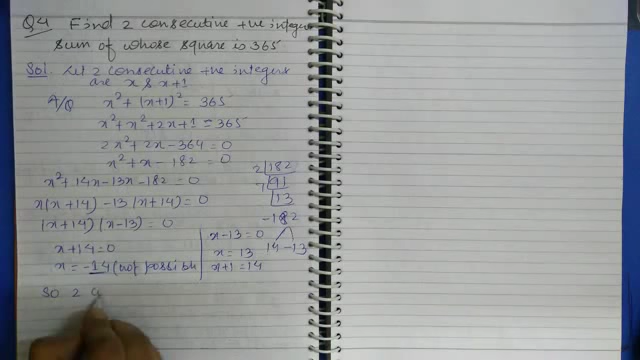 Q4 Find 2 consecutive +ve integers
sum of whose square is 365
Sol. Let 2 consecutive +ve integers
are x & x+1
A/Q x² + (x+1)² = 365
x² + x² + 2x + 1 = 365
2x² + 2x - 364 = 0
x² + x - 182 = 0
2 182
7 91
13
x² + 14x - 13x - 182 = 0
x(x+14) - 13(x+14) = 0
(x+14) (x-13) = 0
-182
14 -13
x+14 = 0
x = -14 (not possible)
x-13 = 0
x = 13
x+1 = 14
SO 2